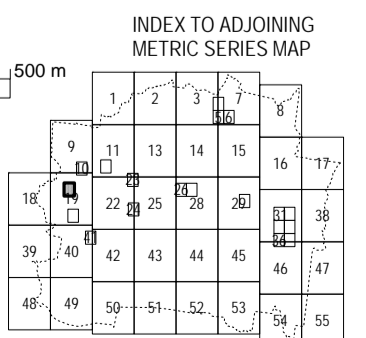 INDEX TO ADJOINING
METRIC SERIES MAP
500 m
1 2 3 7
5 6 8
9 11 13 14 15
10 16 17
23 26
18 19 22 25 28 29 31 38
24
41 36
39 40 42 43 44 45 46 47
48 49 50 51 52 53 54 55